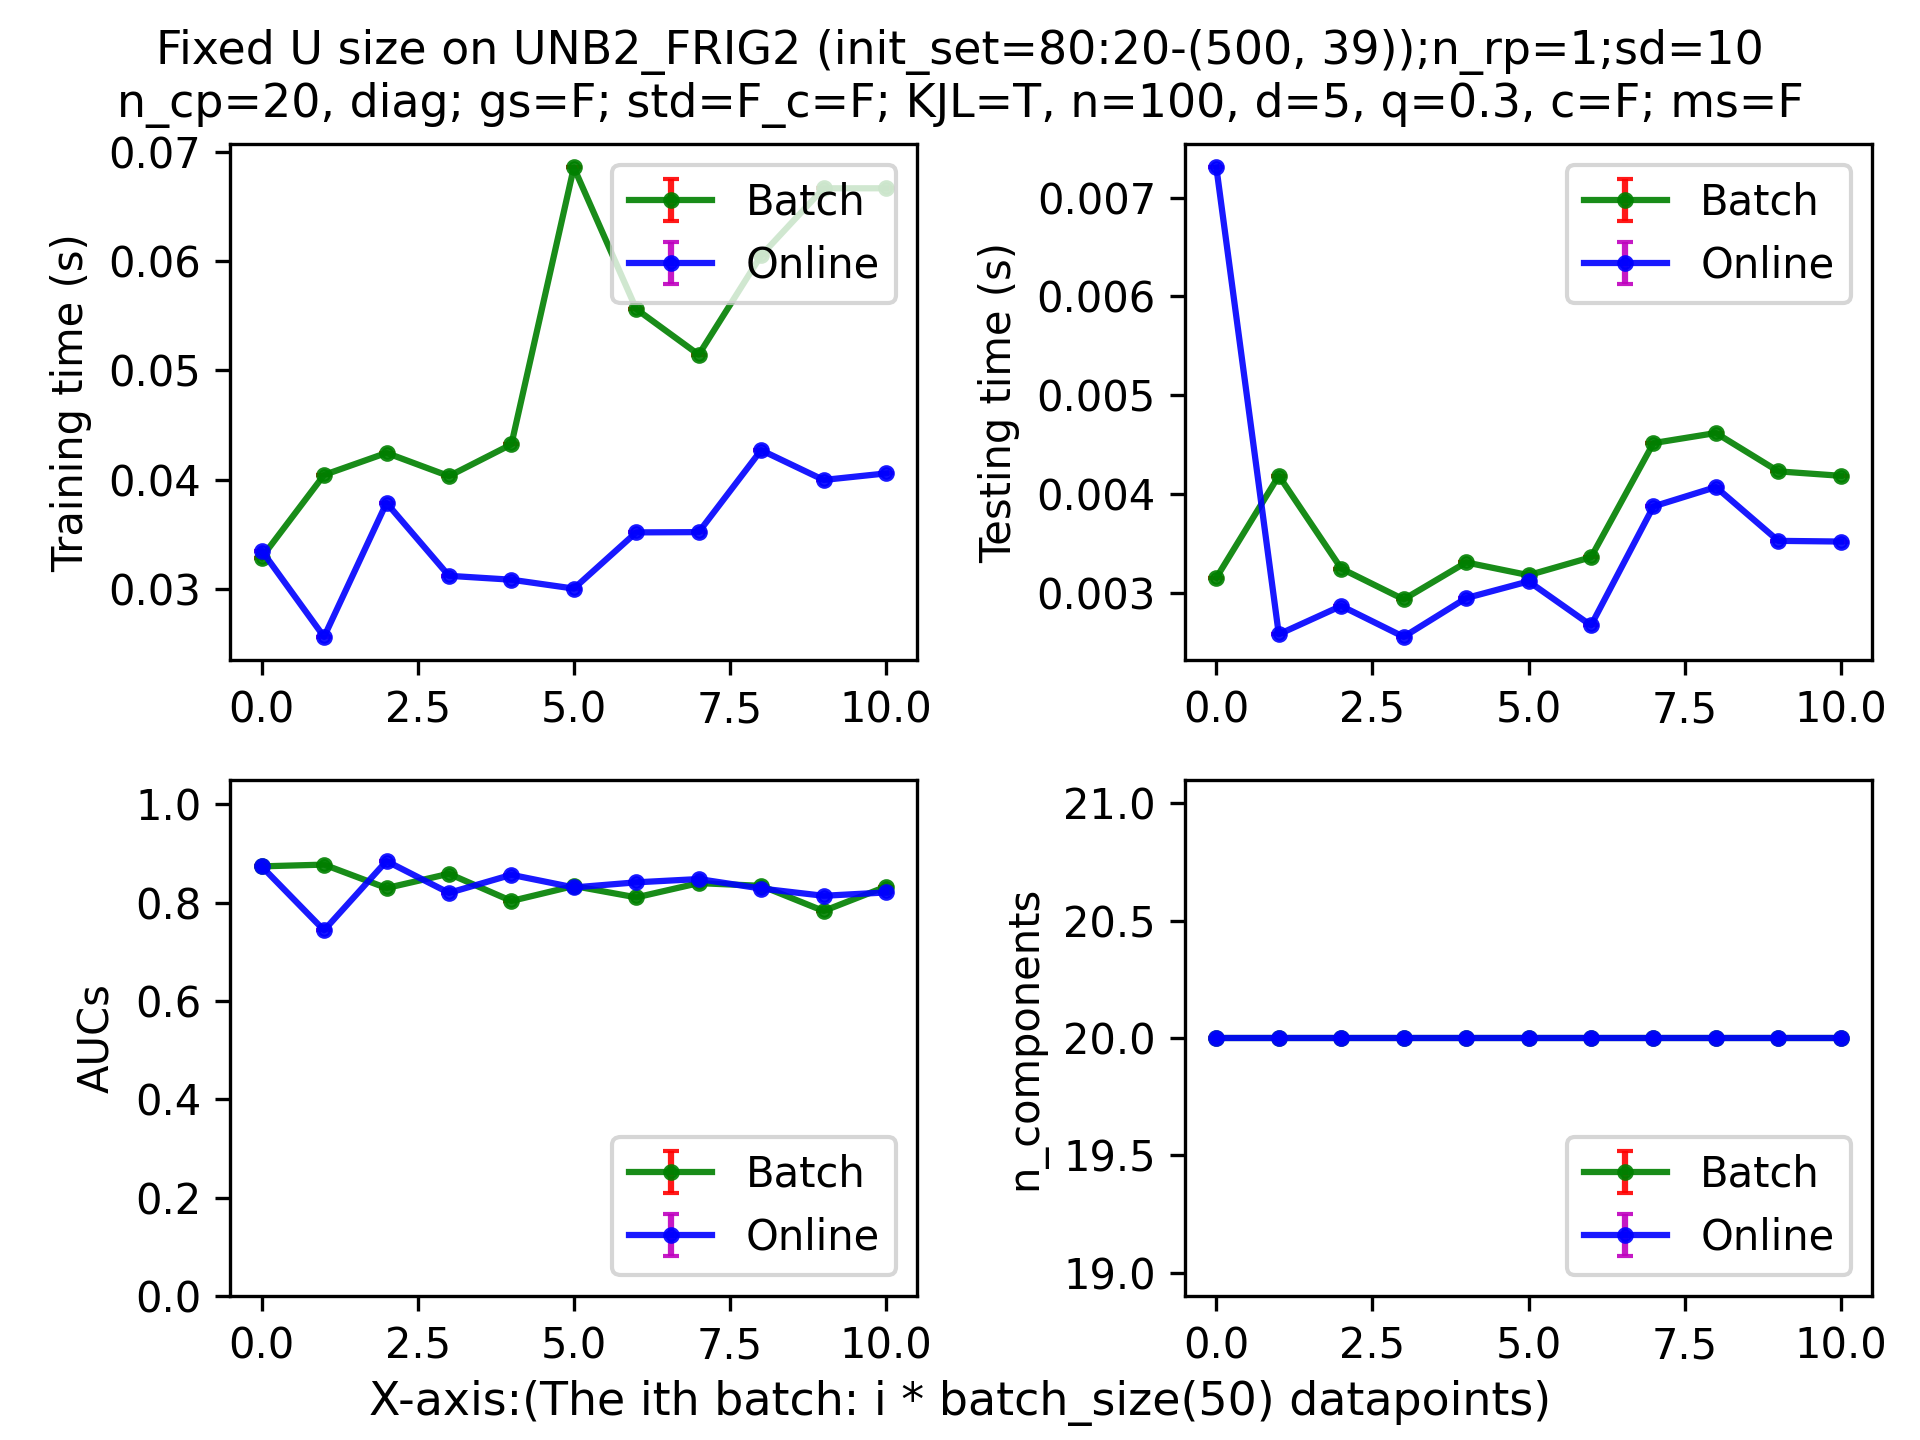 Fixed U size on UNB2_FRIG2 (init_set=80:20-(500, 39));n_rp=1;sd=10
n_cp=20, diag; gs=F; std=F_c=F; KJL=T, n=100, d=5, q=0.3, c=F; ms=F
Training time (s)
0.07
0.06
0.05
0.04
0.03
Batch
Online
0.0 2.5 5.0 7.5 10.0
Testing time (s)
0.007
0.006
0.005
0.004
0.003
Batch
Online
0.0 2.5 5.0 7.5 10.0
AUCs
1.0
0.8
0.6
0.4
0.2
0.0
Batch
Online
0.0 2.5 5.0 7.5 10.0
n_components
21.0
20.5
20.0
19.5
19.0
Batch
Online
0.0 2.5 5.0 7.5 10.0
X-axis:(The ith batch: i * batch_size(50) datapoints)